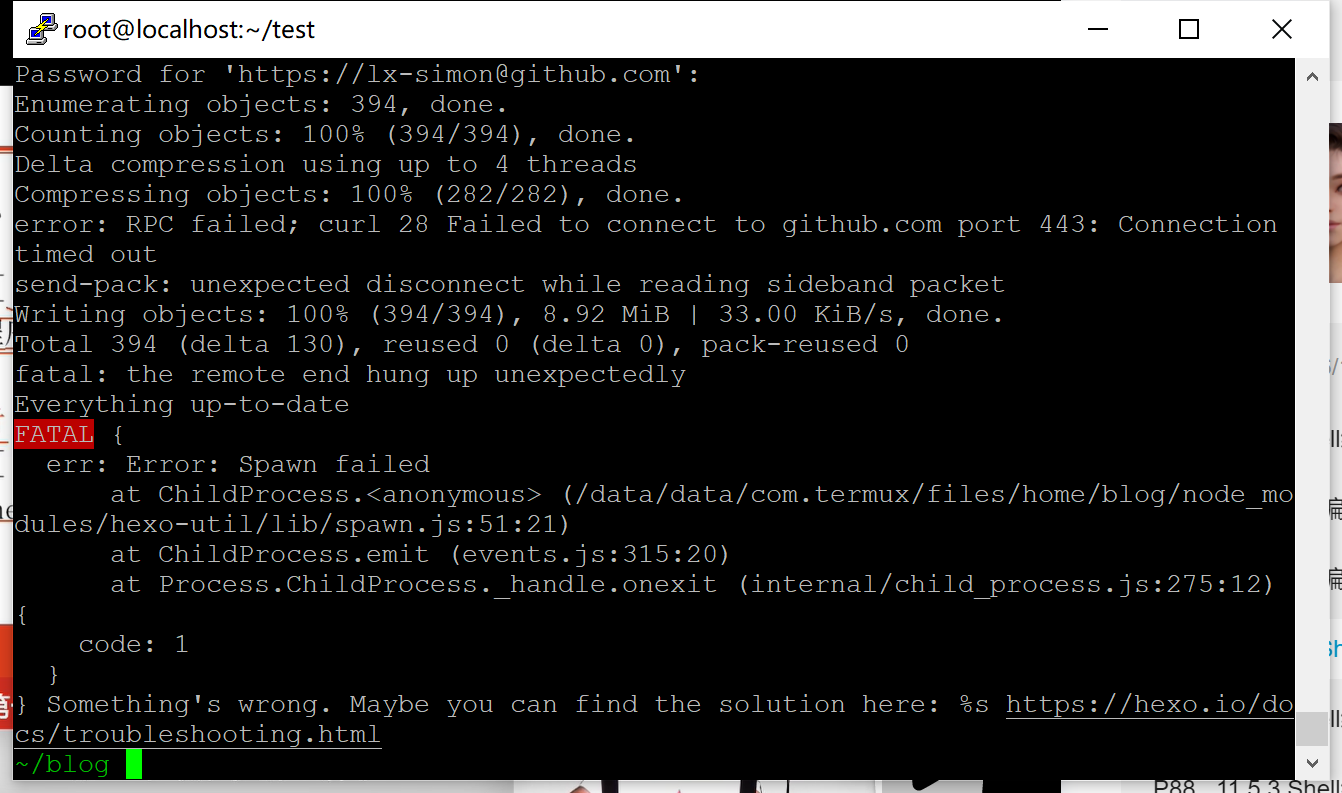 root@localhost:~/test
Password for 'https://lx-simon@github.com':
Enumerating objects: 394, done.
Counting objects: 100% (394/394), done.
Delta compression using up to 4 threads
Compressing objects: 100% (282/282), done.
error: RPC failed; curl 28 Failed to connect to github.com port 443: Connection
timed out
send-pack: unexpected disconnect while reading sideband packet
Writing objects: 100% (394/394), 8.92 MiB | 33.00 KiB/s, done.
Total 394 (delta 130), reused 0 (delta 0), pack-reused 0
fatal: the remote end hung up unexpectedly
Everything up-to-date
FATAL {
  err: Error: Spawn failed
      at ChildProcess.<anonymous> (/data/data/com.termux/files/home/blog/node_mo
dules/hexo-util/lib/spawn.js:51:21)
      at ChildProcess.emit (events.js:315:20)
      at Process.ChildProcess._handle.onexit (internal/child_process.js:275:12)
{
    code: 1
  }
} Something's wrong. Maybe you can find the solution here: %s https://hexo.io/do
cs/troubleshooting.html
~/blog
P88 11.5.3 Shell